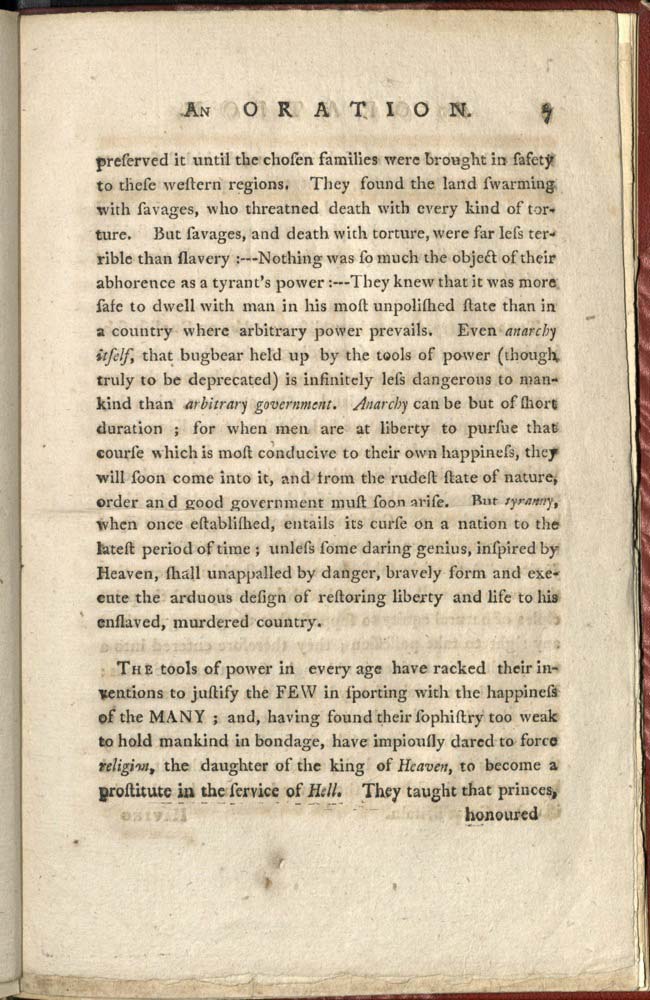 AN ORATION. 7
preſerved it until the choſen families were brought in ſafety
to theſe weſtern regions. They found the land ſwarming
with ſavages, who threatned death with every kind of tor-
ture. But ſavages, and death with torture, were far leſs ter-
rible than ſlavery :---Nothing was ſo much the object of their
abhorence as a tyrant's power :---They knew that it was more
ſafe to dwell with man in his moſt unpoliſhed ſtate than in
a country where arbitrary power prevails. Even anarchy
itſelf, that bugbear held up by the tools of power (though
truly to be deprecated) is infinitely leſs dangerous to man-
kind than arbitrary government. Anarchy can be but of ſhort
duration ; for when men are at liberty to purſue that
courſe which is moſt conducive to their own happineſs, they
will ſoon come into it, and from the rudeſt ſtate of nature,
order and good government muſt ſoon ariſe. But tyranny,
when once eſtabliſhed, entails its curſe on a nation to the
lateſt period of time ; unleſs ſome daring genius, inſpired by
Heaven, ſhall unappalled by danger, bravely form and exe-
cute the arduous deſign of reſtoring liberty and life to his
enſlaved, murdered country.
THE tools of power in every age have racked their in-
ventions to juſtify the FEW in ſporting with the happineſs
of the MANY ; and, having found their ſophiſtry too weak
to hold mankind in bondage, have impiouſly dared to force
religion, the daughter of the king of Heaven, to become a
proſtitute in the ſervice of Hell. They taught that princes,
honoured